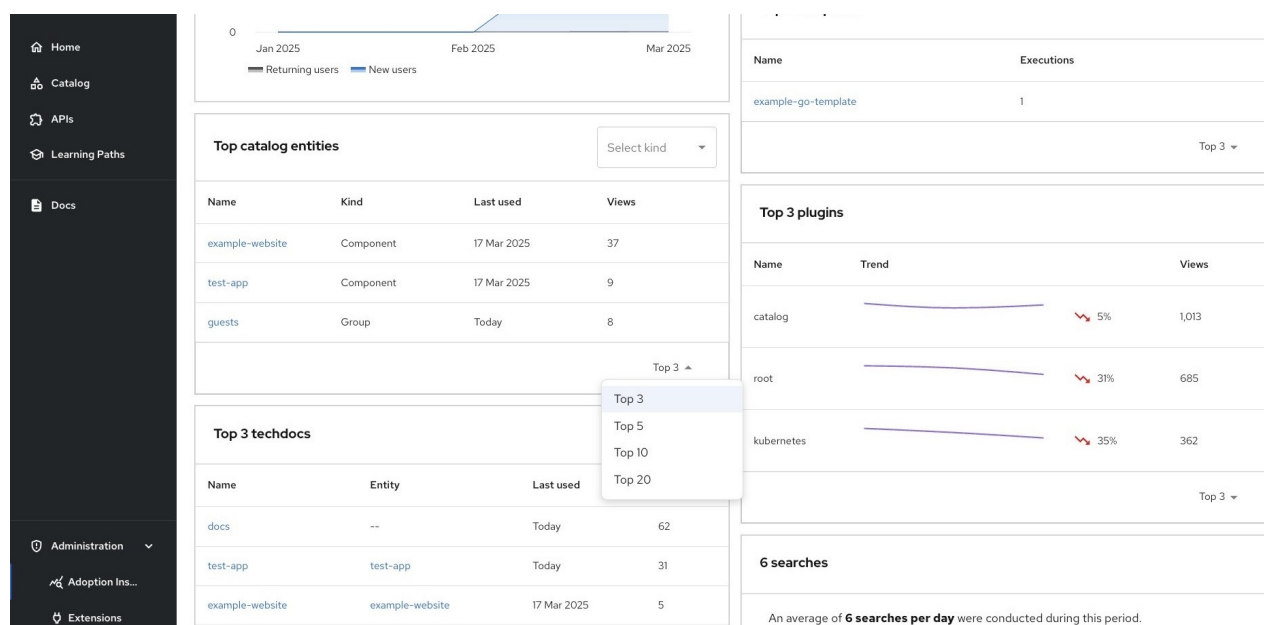 Home
Catalog
APIs
Learning Paths
Docs
Administration
Adoption Ins...
Extensions
0
Jan 2025 Feb 2025 Mar 2025
Returning users New users
Top catalog entities Select kind
Name Kind Last used Views
example-website Component 17 Mar 2025 37
test-app Component 17 Mar 2025 9
guests Group Today 8
Top 3
Top 3
Top 5
Top 10
Top 20
Top 3 techdocs
Name Entity Last used
docs -- Today 62
test-app test-app Today 31
example-website example-website 17 Mar 2025 5
Name Executions
example-go-template 1
Top 3
Top 3 plugins
Name Trend Views
catalog 5% 1,013
root 31% 685
kubernetes 35% 362
Top 3
6 searches
An average of 6 searches per day were conducted during this period.